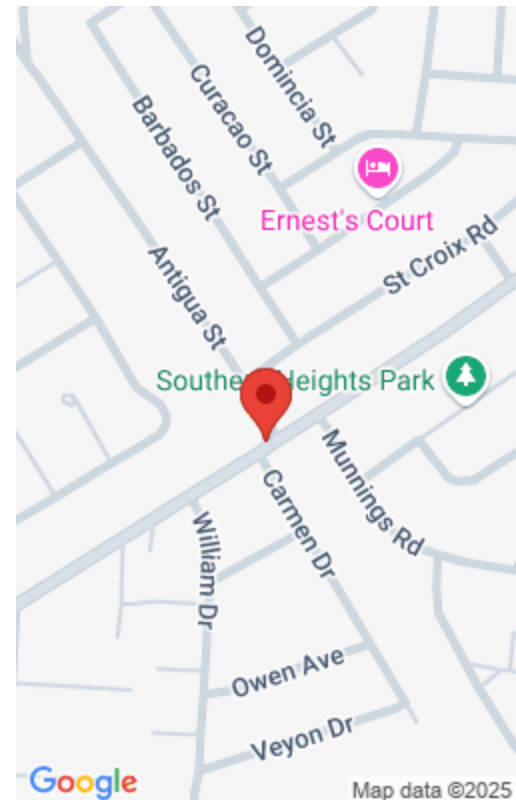 Domincia St
Curacao St
Barbados St
Ernest's Court
St Croix Rd
Antigua St
Southern Heights Park
Munnings Rd
Carmen Dr
William Dr
Owen Ave
Veyon Dr
Google
Map data ©2025